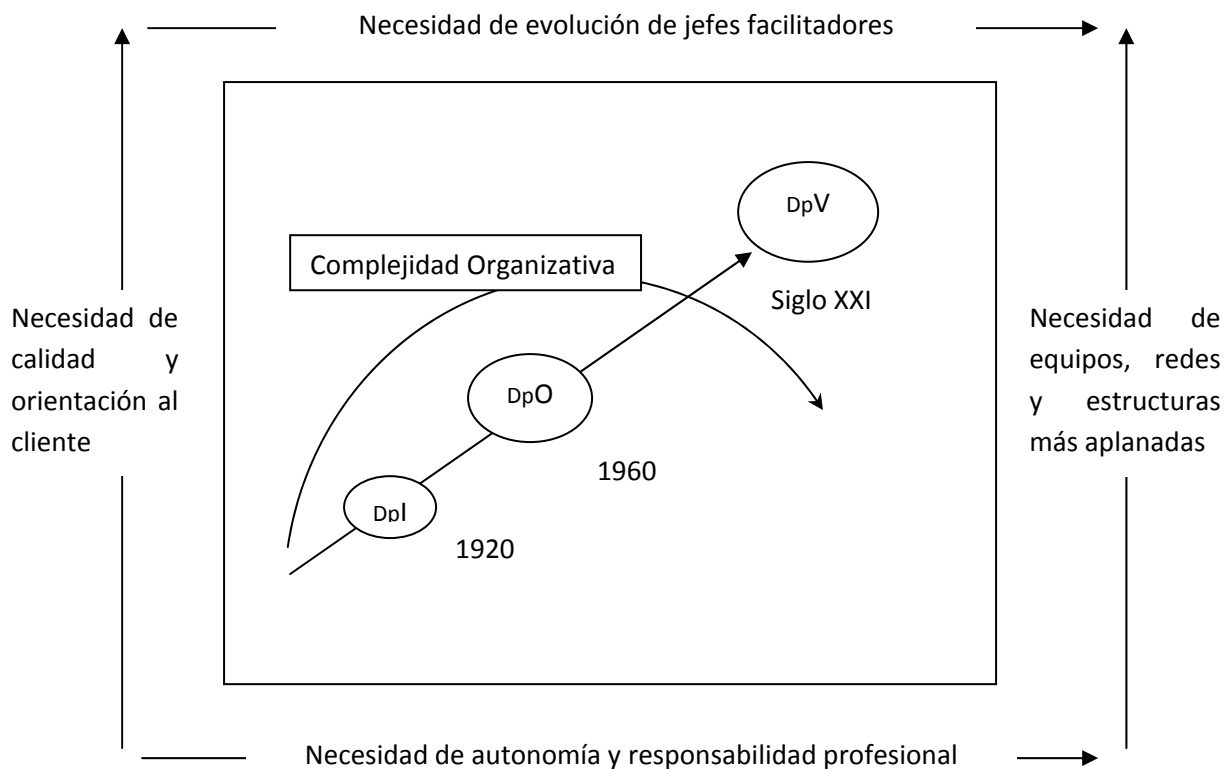 Necesidad de evolución de jefes facilitadores
DpV
Complejidad Organizativa
Siglo XXI
Necesidad de
calidad y
orientación al
cliente
Necesidad de
equipos, redes
y estructuras
más aplanadas
DpO
1960
DpI
1920
Necesidad de autonomía y responsabilidad profesional